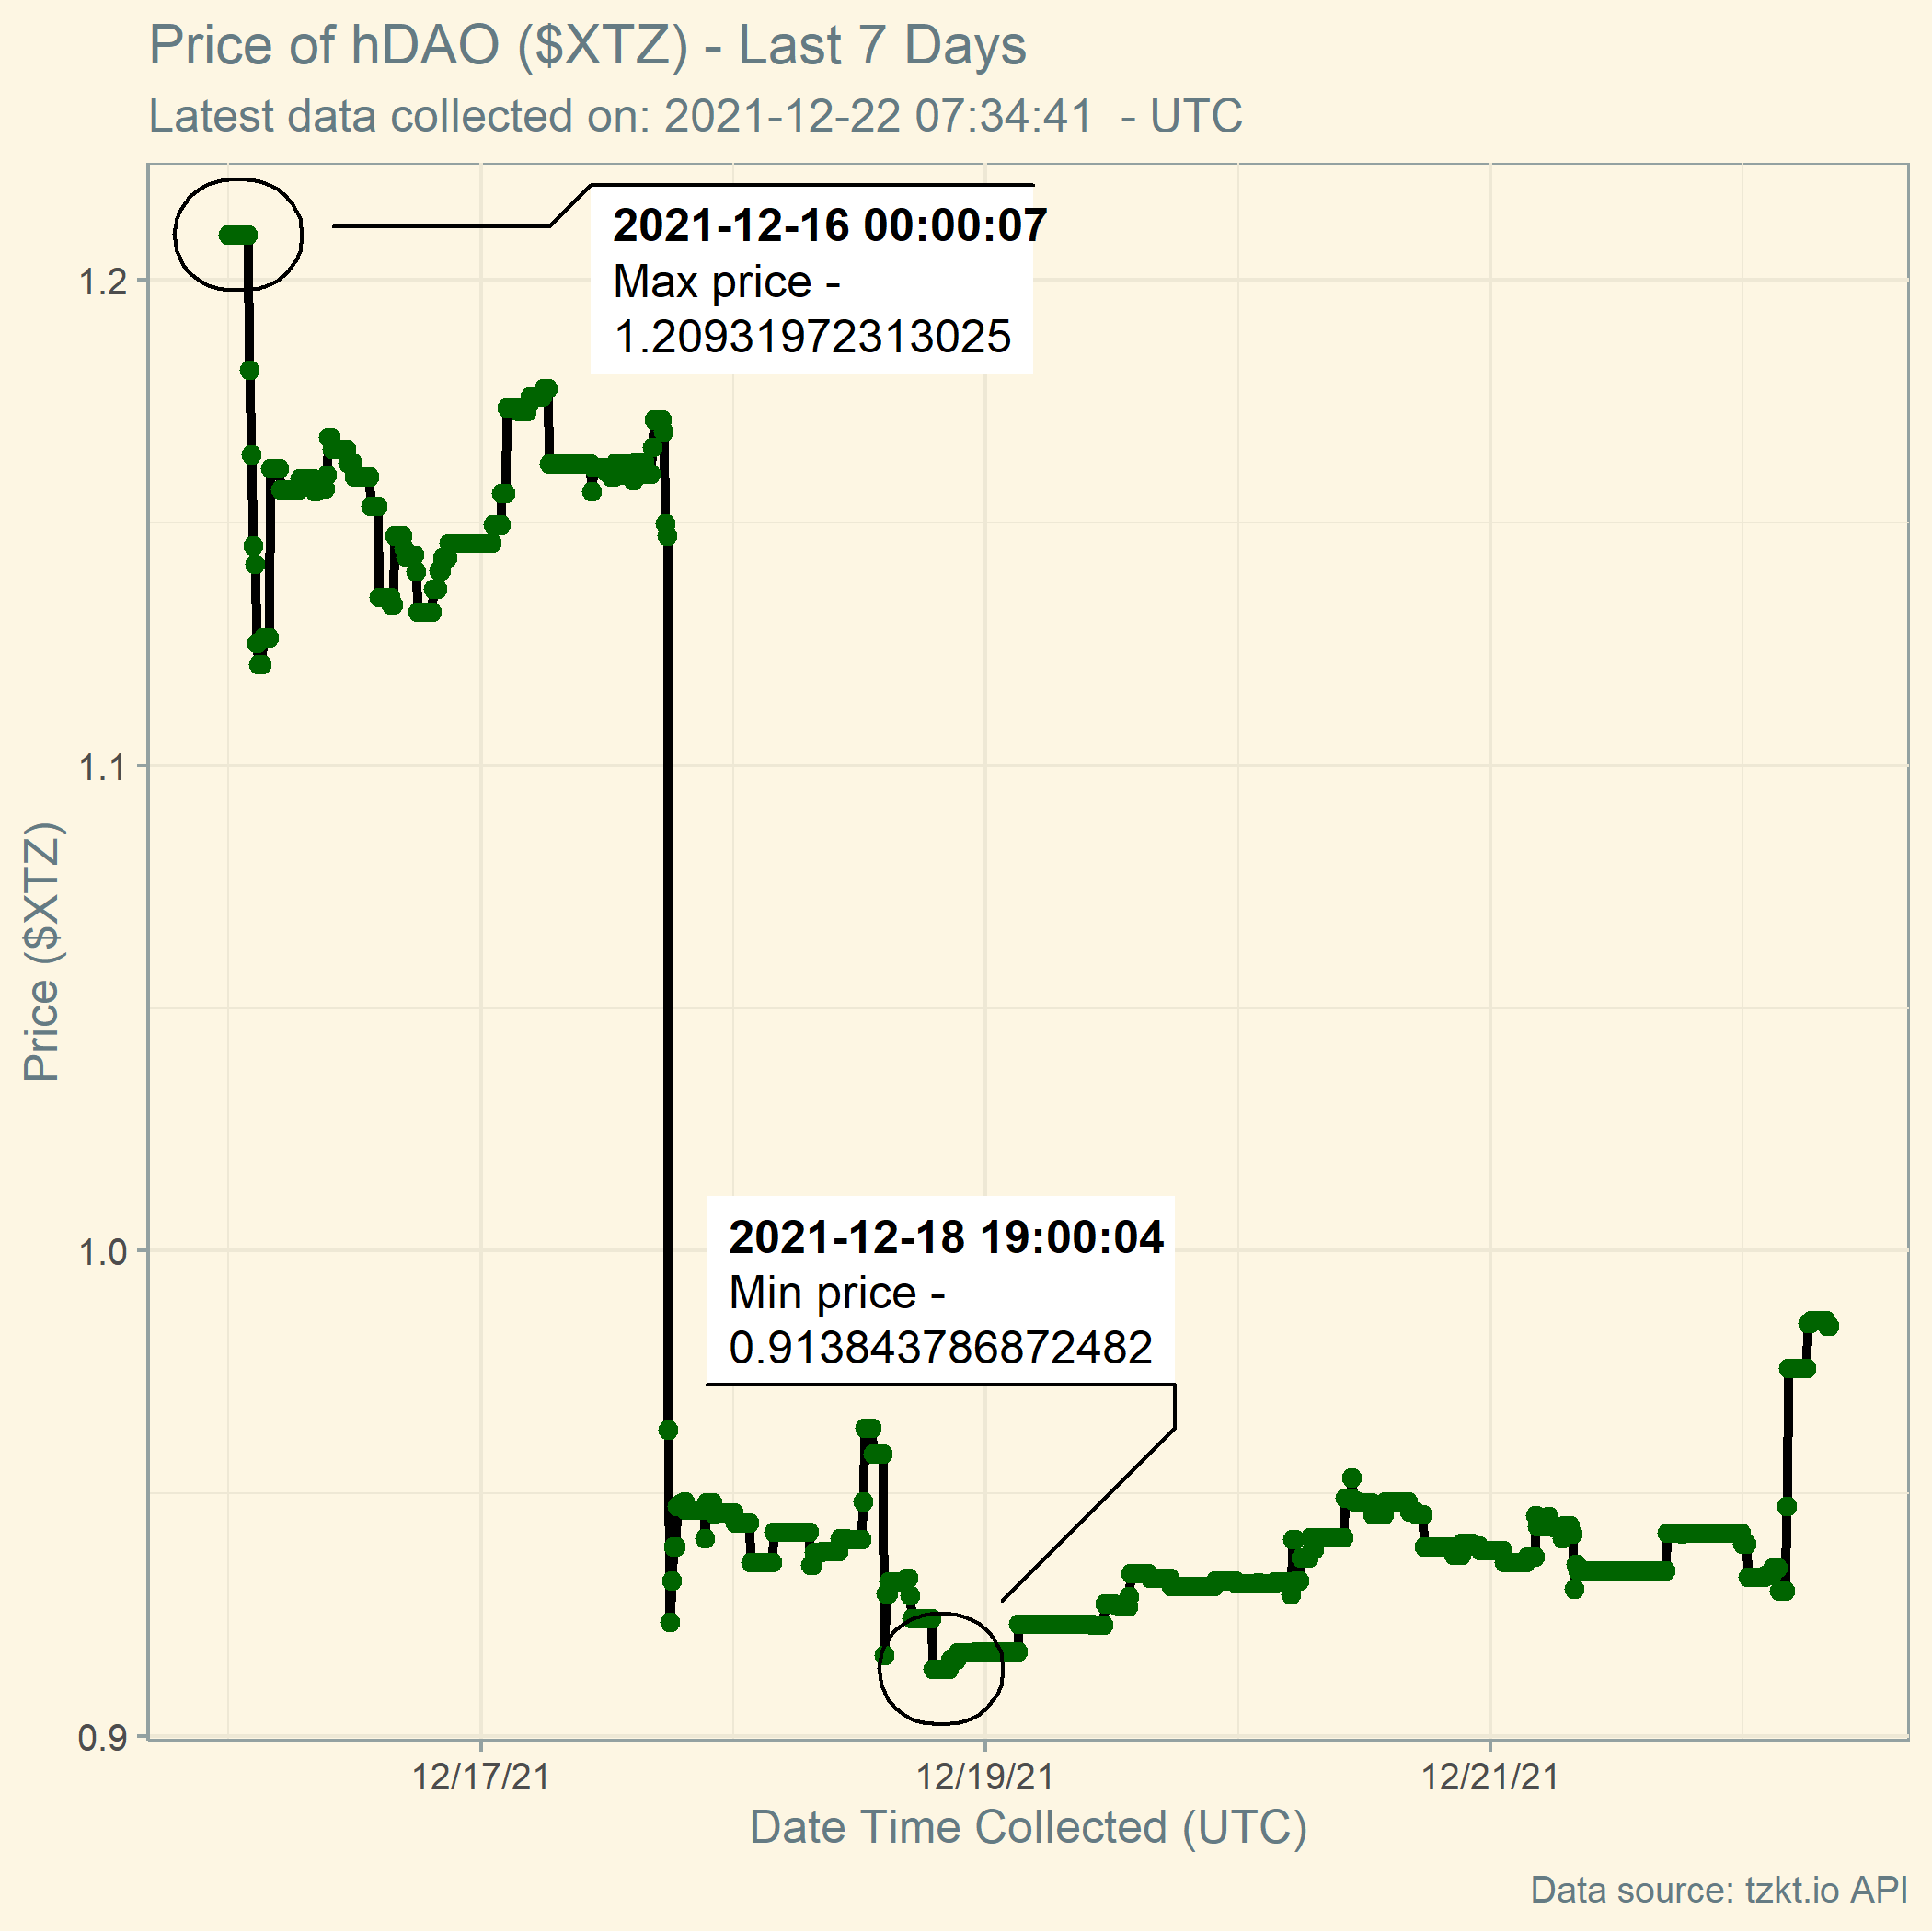 Price of hDAO ($XTZ) - Last 7 Days
Latest data collected on: 2021-12-22 07:34:41  - UTC
2021-12-16 00:00:07
Max price -
1.20931972313025
1.2
1.1
Price ($XTZ)
2021-12-18 19:00:04
Min price -
0.913843786872482
1.0
0.9
12/17/21
12/19/21
12/21/21
Date Time Collected (UTC)
Data source: tzkt.io API